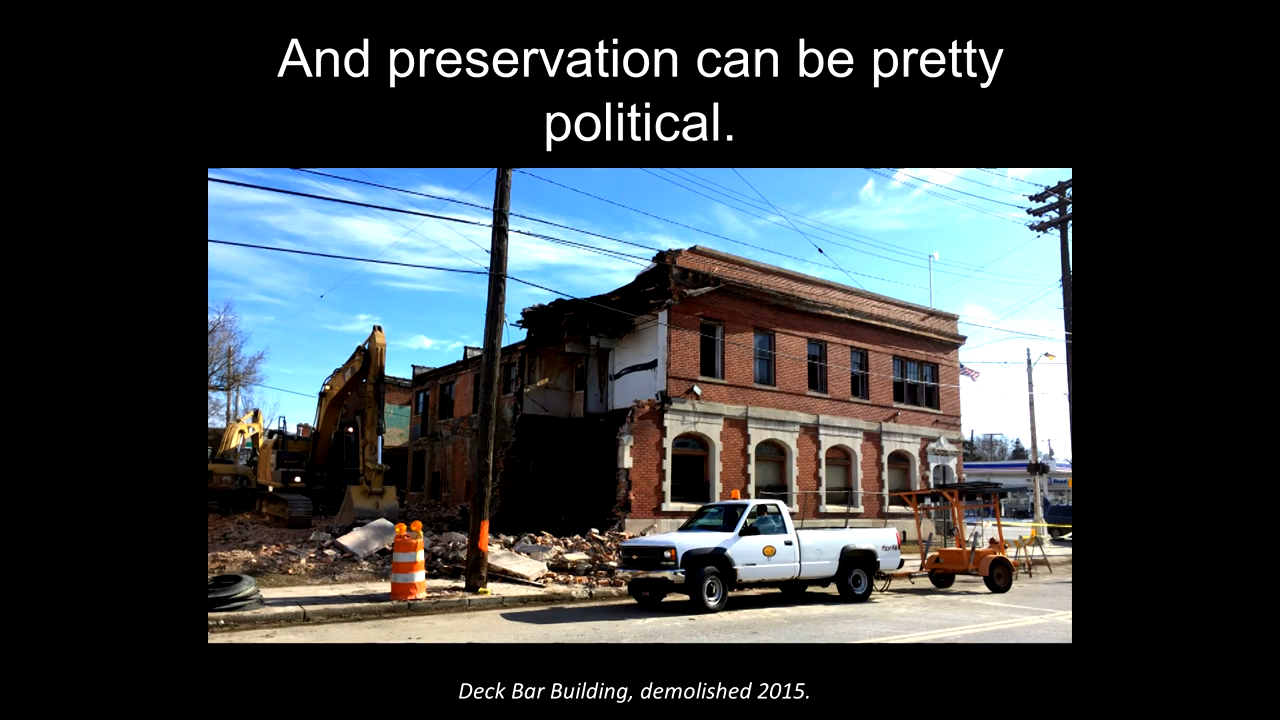 And preservation can be pretty
political.
Deck Bar Building, demolished 2015.